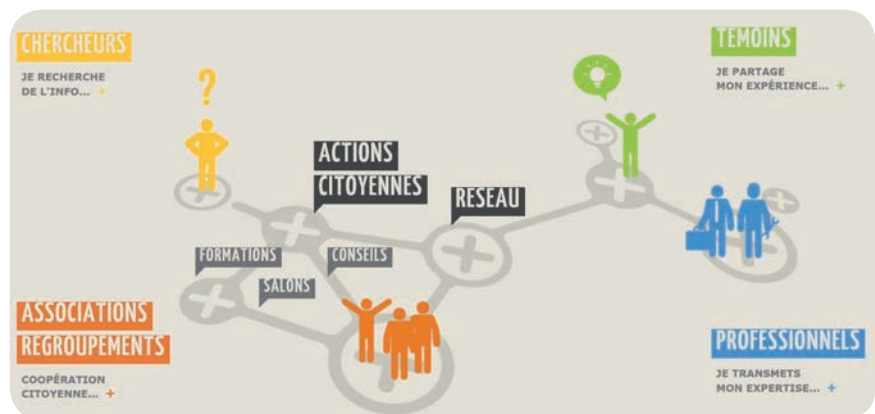 CHERCHEURS
JE RECHERCHE
DE L'INFO... +
?
TEMOINS
JE PARTAGE
MON EXPÉRIENCE... +
ACTIONS
CITOYENNES
RESEAU
FORMATIONS
CONSEILS
SALONS
ASSOCIATIONS
REGROUPEMENTS
COOPÉRATION
CITOYENNE... +
PROFESSIONNELS
JE TRANSMETS
MON EXPERTISE... +